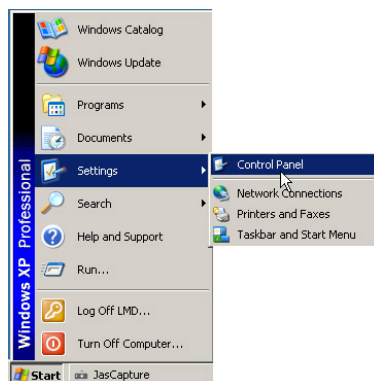 Windows Catalog
Windows Update
Programs
Documents
Settings
Search
Help and Support
Run...
Log Off LMD...
Turn Off Computer...
Windows XP Professional
Control Panel
Network Connections
Printers and Faxes
Taskbar and Start Menu
Start
JasCapture